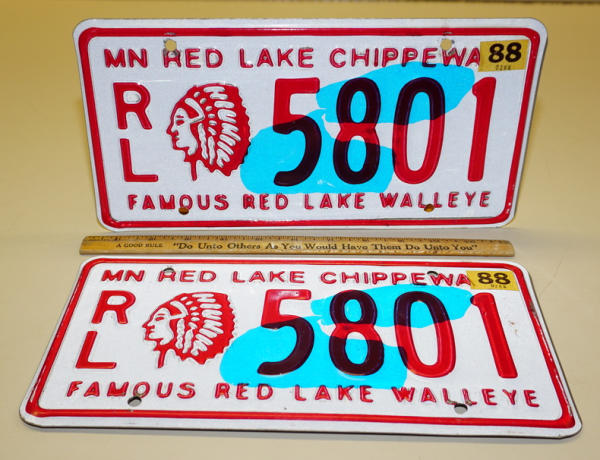 MN RED LAKE CHIPPEWA 88
RL 5801
FAMOUS RED LAKE WALLEYE
A GOOD RULE "Do Unto Others As You Would Have Them Do Unto You"
MN RED LAKE CHIPPEWA 88
RL 5801
FAMOUS RED LAKE WALLEYE